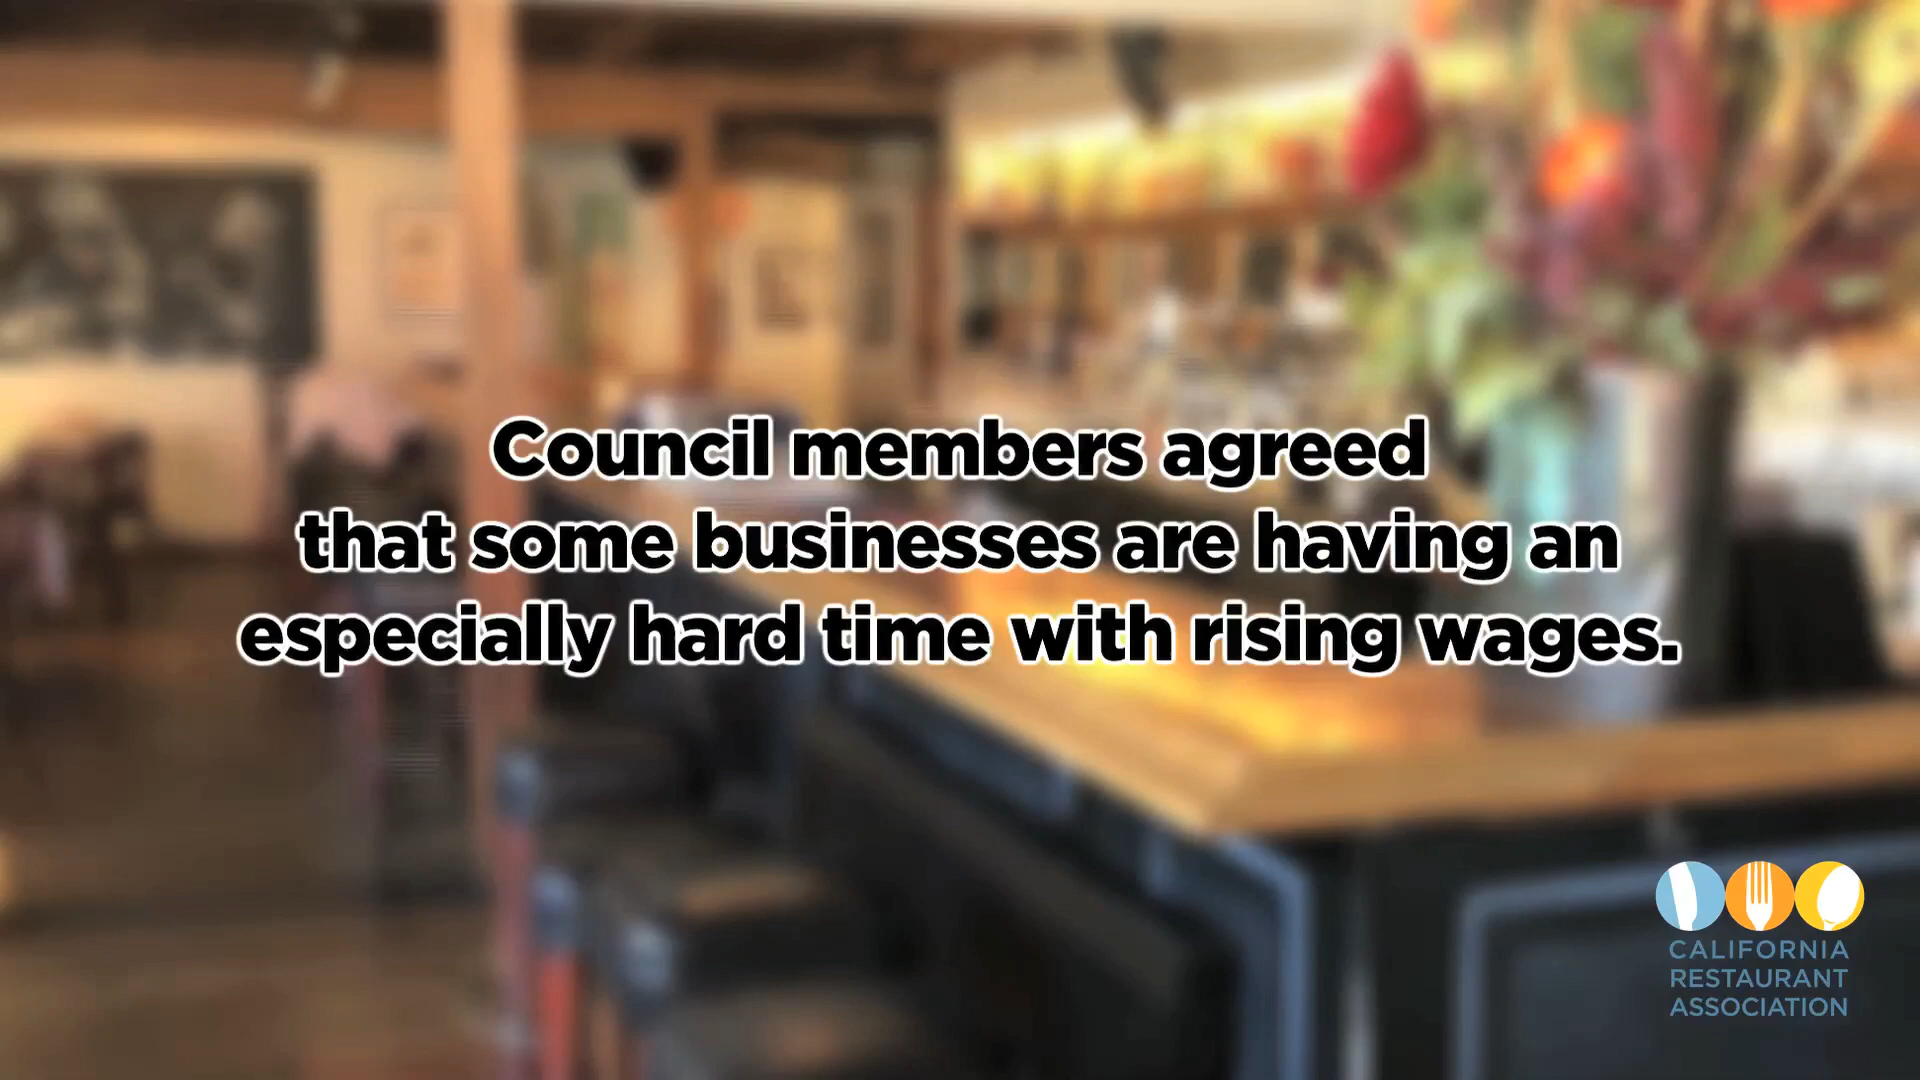 Council members agreed
that some businesses are having an
especially hard time with rising wages.
CALIFORNIA
RESTAURANT
ASSOCIATION